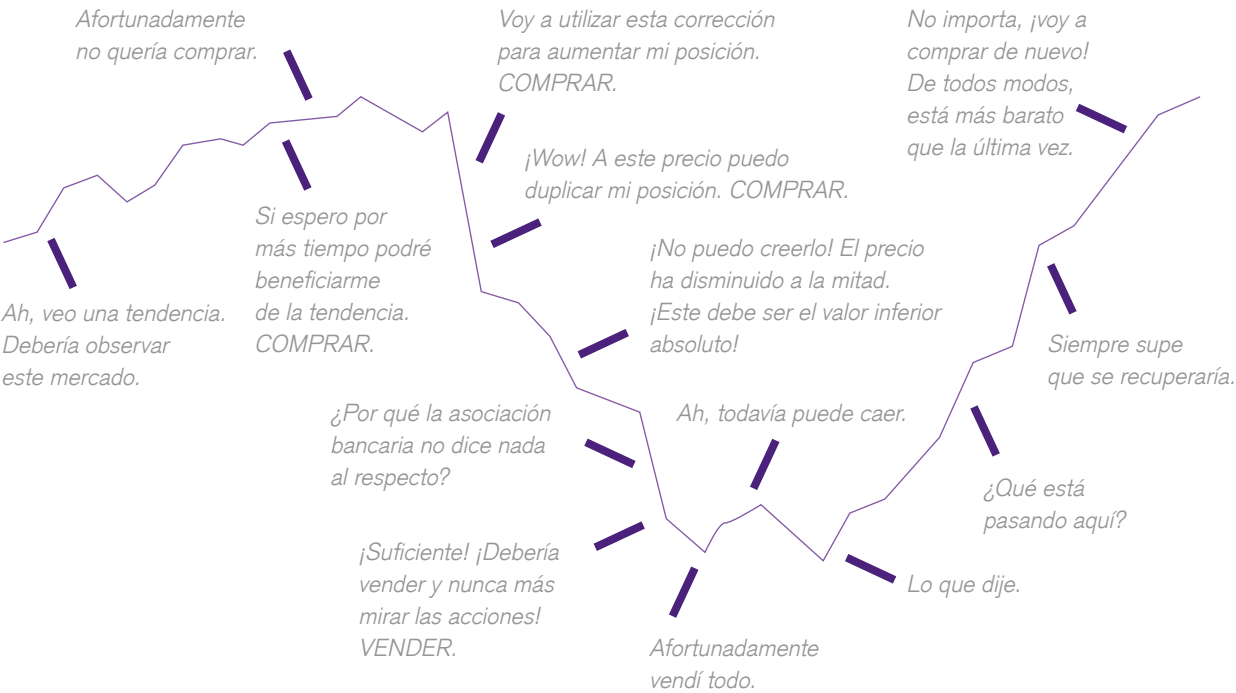 Afortunadamente
no quería comprar.
Voy a utilizar esta corrección
para aumentar mi posición.
COMPRAR.
No importa, ¡voy a
comprar de nuevo!
De todos modos,
está más barato
que la última vez.
¡Wow! A este precio puedo
duplicar mi posición. COMPRAR.
Si espero por
más tiempo podré
beneficiarme
de la tendencia.
COMPRAR.
¡No puedo creerlo! El precio
ha disminuido a la mitad.
¡Este debe ser el valor inferior
absoluto!
Ah, veo una tendencia.
Debería observar
este mercado.
Siempre supe
que se recuperaría.
¿Por qué la asociación
bancaria no dice nada
al respecto?
Ah, todavía puede caer.
¿Qué está
pasando aquí?
¡Suficiente! ¡Debería
vender y nunca más
mirar las acciones!
VENDER.
Lo que dije.
Afortunadamente
vendí todo.